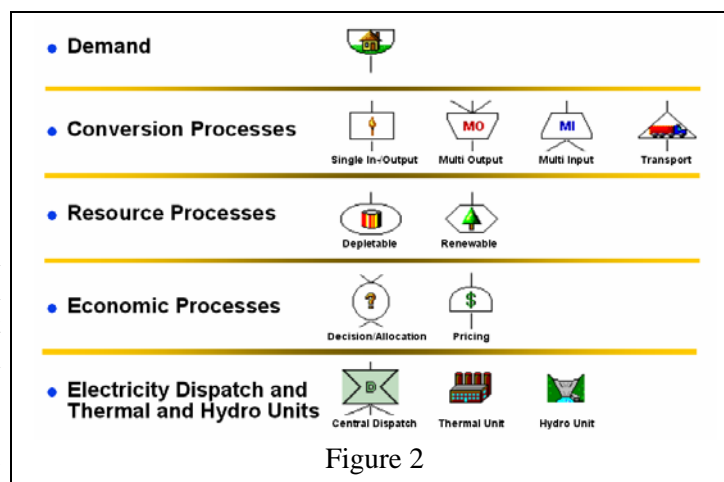 Demand
Conversion Processes
MO
MI
Single In-/Output
Multi Output
Multi Input
Transport
Resource Processes
Depletable
Renewable
Economic Processes
?
$
Decision/Allocation
Pricing
Electricity Dispatch and
Thermal and Hydro Units
D
Central Dispatch
Thermal Unit
Hydro Unit
Figure 2